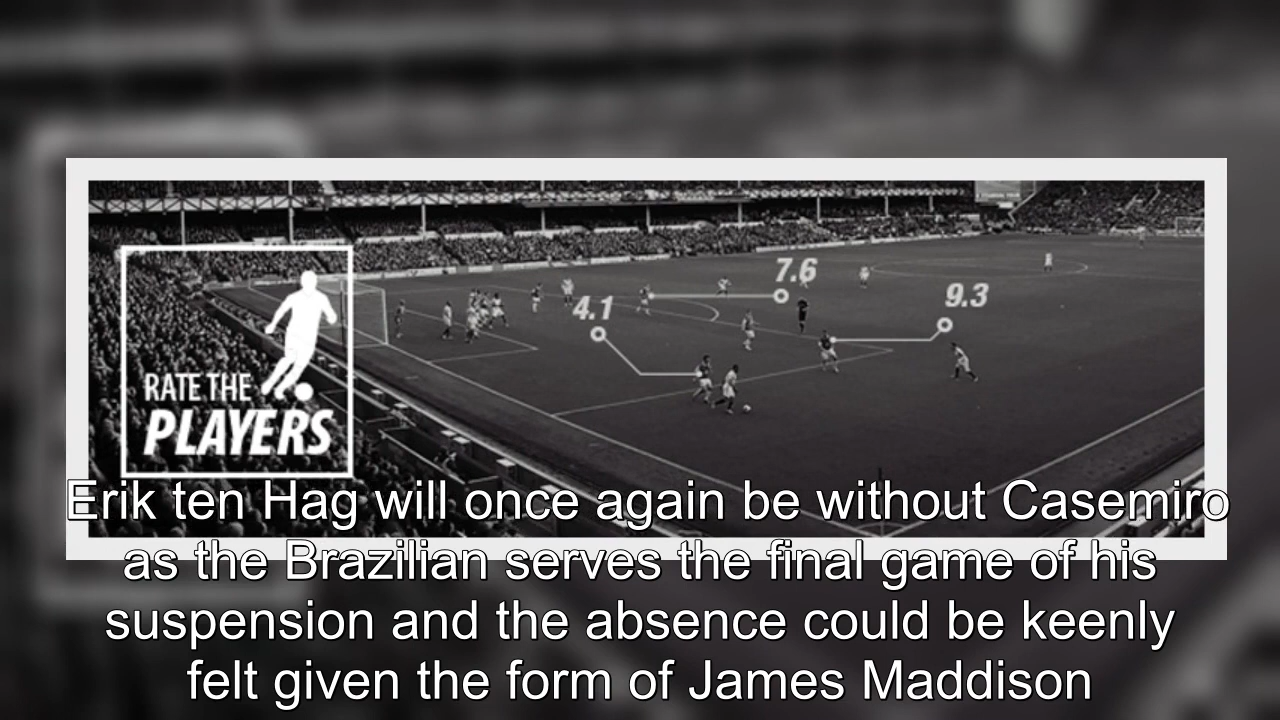 7.6
9.3
4.1
RATE THE
PLAYERS
Erik ten Hag will once again be without Casemiro
as the Brazilian serves the final game of his
suspension and the absence could be keenly
felt given the form of James Maddison